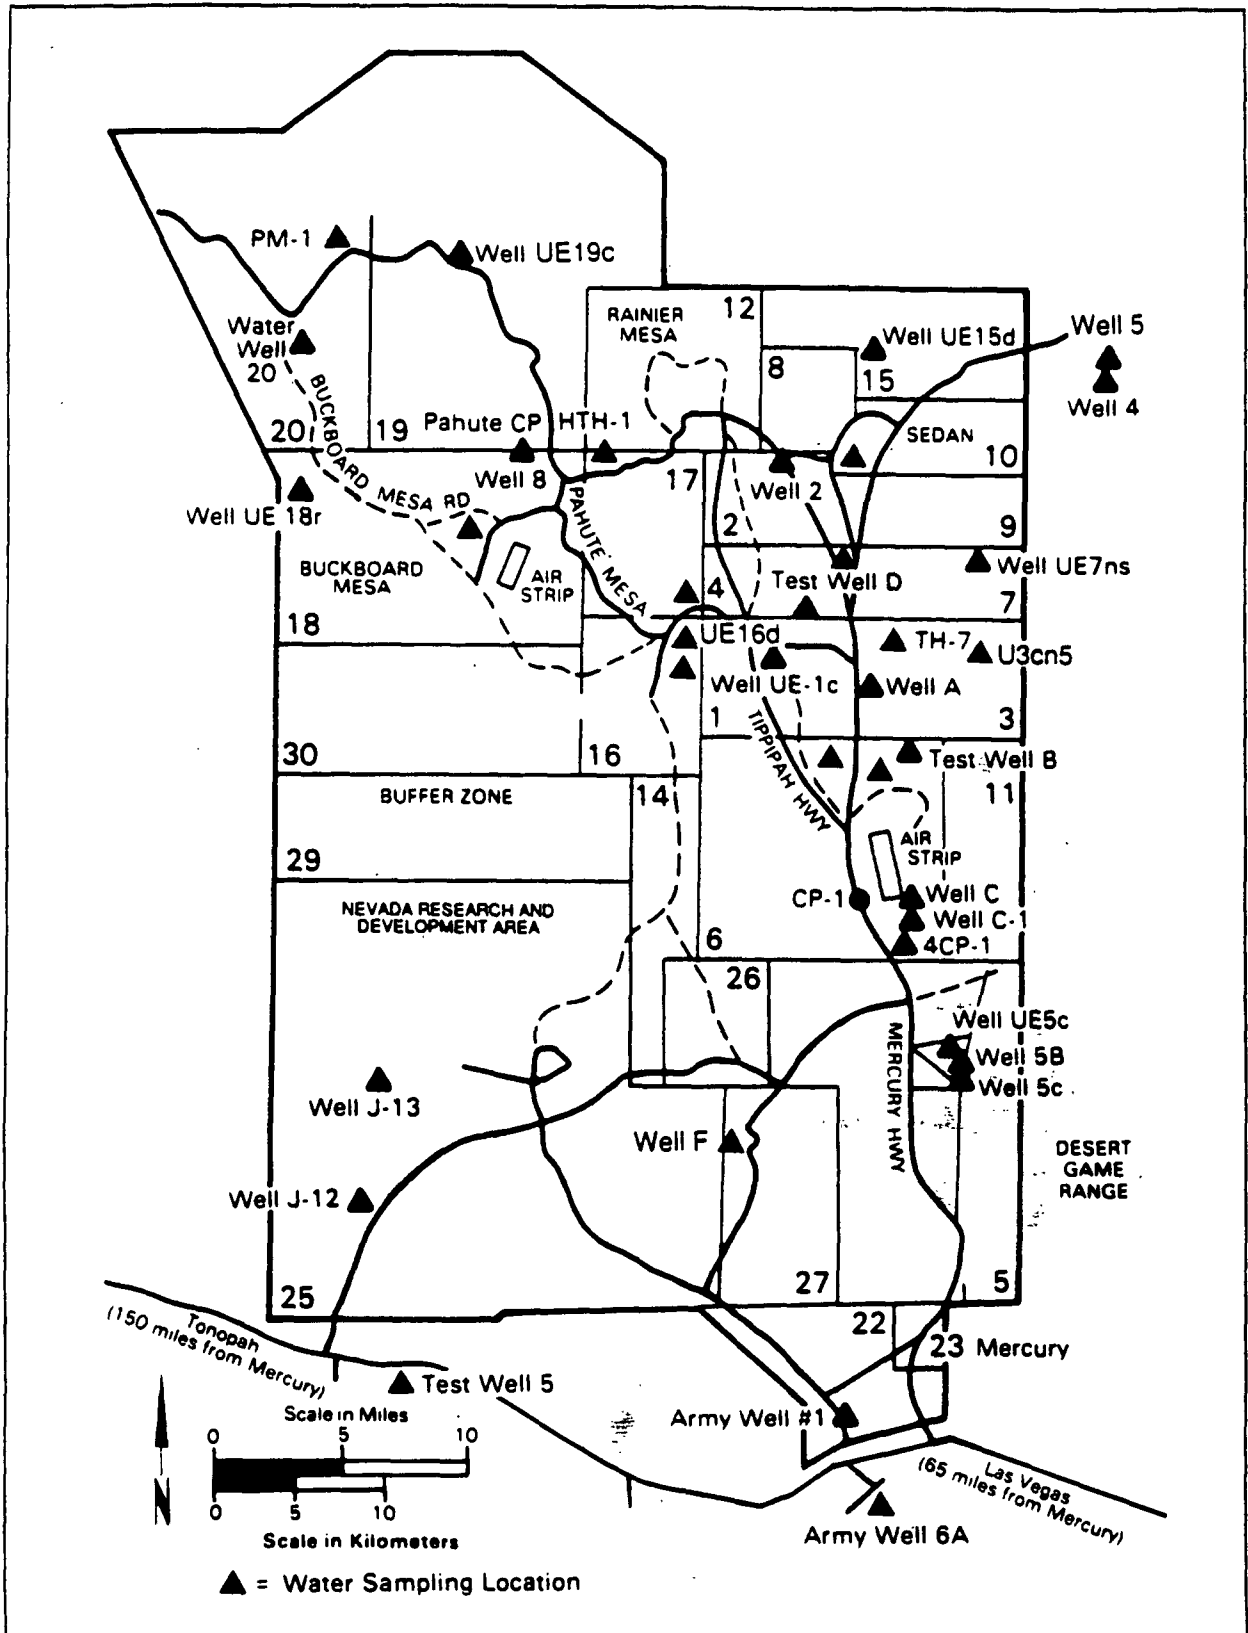 PM-1
Well UE19c
12
RAINIER
MESA
Water
Well
20
Well UE15d
Well 5
8
15
Well 4
BUCKBOARD MESA RD
20
19
Pahute CP
HTH-1
SEDAN
10
Well 8
17
Well 2
Well UE 18r
PAHUTE MESA
2
9
BUCKBOARD
MESA
AIR
STRIP
4
Test Well D
Well UE7ns
7
18
UE16d
TH-7
U3cn5
Well UE-1c
Well A
1
3
TIPPIPAH HWY
30
16
Test Well B
BUFFER ZONE
14
11
29
AIR
STRIP
CP-1
Well C
NEVADA RESEARCH AND
DEVELOPMENT AREA
Well C-1
6
4CP-1
26
Well UE5c
MERCURY HWY
Well 5B
Well 5c
Well J-13
Well F
DESERT
GAME
RANGE
Well J-12
25
27
5
Tonopah
(150 miles from Mercury)
22
23 Mercury
Test Well 5
Scale in Miles
0
5
10
Army Well #1
N
0
5
10
Scale in Kilometers
Las Vegas
(65 miles from Mercury)
Army Well 6A
= Water Sampling Location